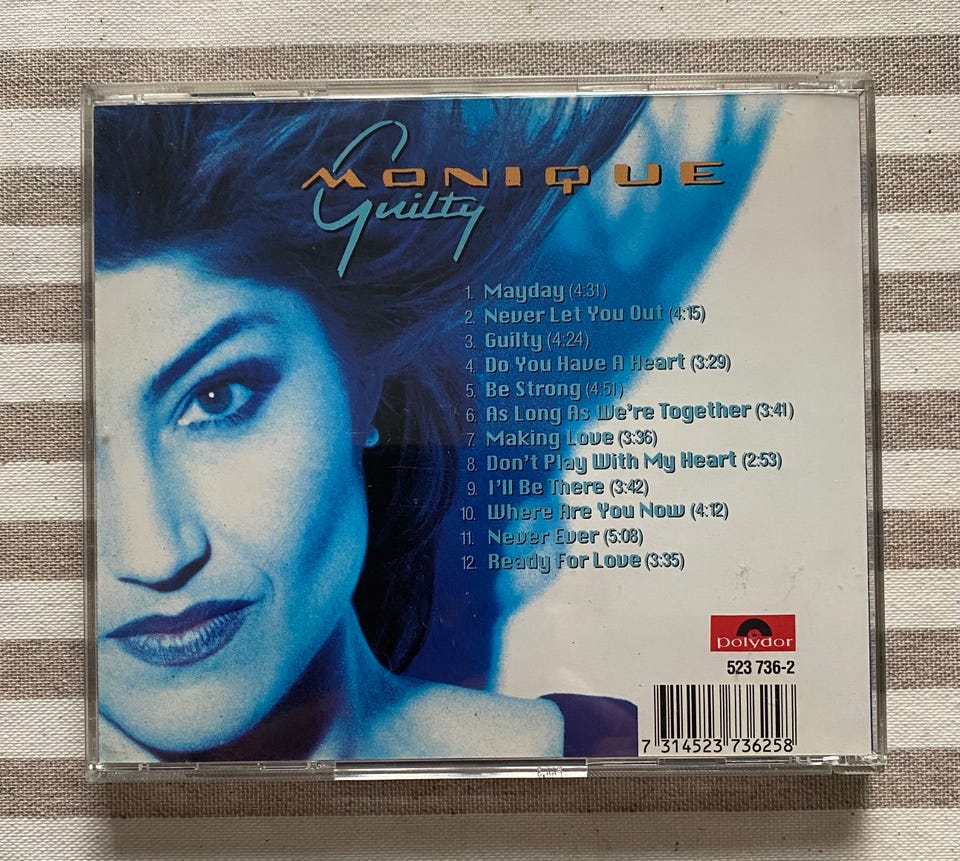 MONIQUE
Guilty
1. Mayday (4:31)
2. Never Let You Out (4:15)
3. Guilty (4:24)
4. Do You Have A Heart (3:29)
5. Be Strong (4:51)
6. As Long As We're Together (3:41)
7. Making Love (3:36)
8. Don't Play With My Heart (2:53)
9. I'll Be There (3:42)
10. Where Are You Now (4:12)
11. Never Ever (5:08)
12. Ready For Love (3:35)
polydor
523 736-2
7 314523 736258